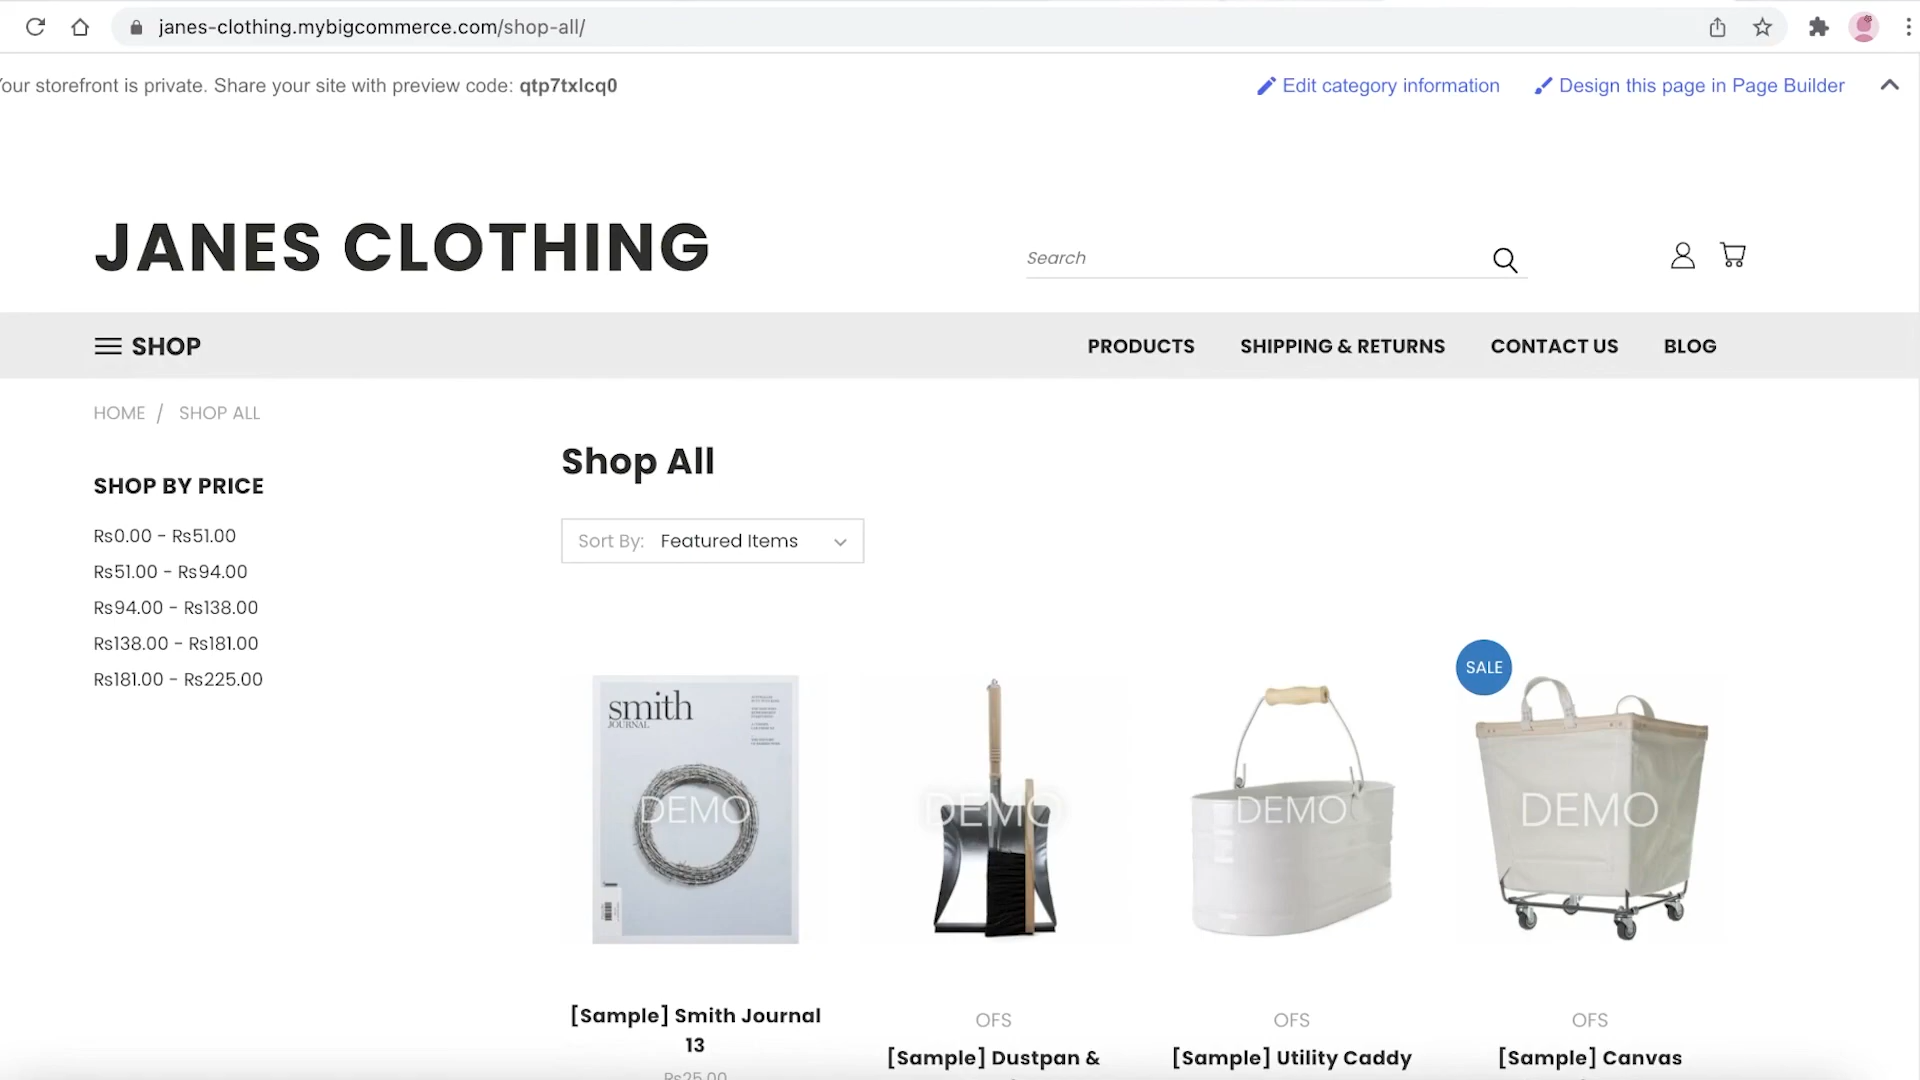 janes-clothing.mybigcommerce.com/shop-all/
our storefront is private. Share your site with preview code: qtp7txlcq0
Edit category information
Design this page in Page Builder
JANES CLOTHING
Search
SHOP
PRODUCTS
SHIPPING & RETURNS
CONTACT US
BLOG
HOME / SHOP ALL
Shop All
SHOP BY PRICE
Rs0.00 - Rs51.00
Rs51.00 - Rs94.00
Rs94.00 - Rs138.00
Rs138.00 - Rs181.00
Rs181.00 - Rs225.00
Sort By: Featured Items
SALE
smith
JOURNAL
DEMO
DEMO
DEMO
DEMO
[Sample] Smith Journal
13
Rs25.00
OFS
[Sample] Dustpan &
OFS
[Sample] Utility Caddy
OFS
[Sample] Canvas